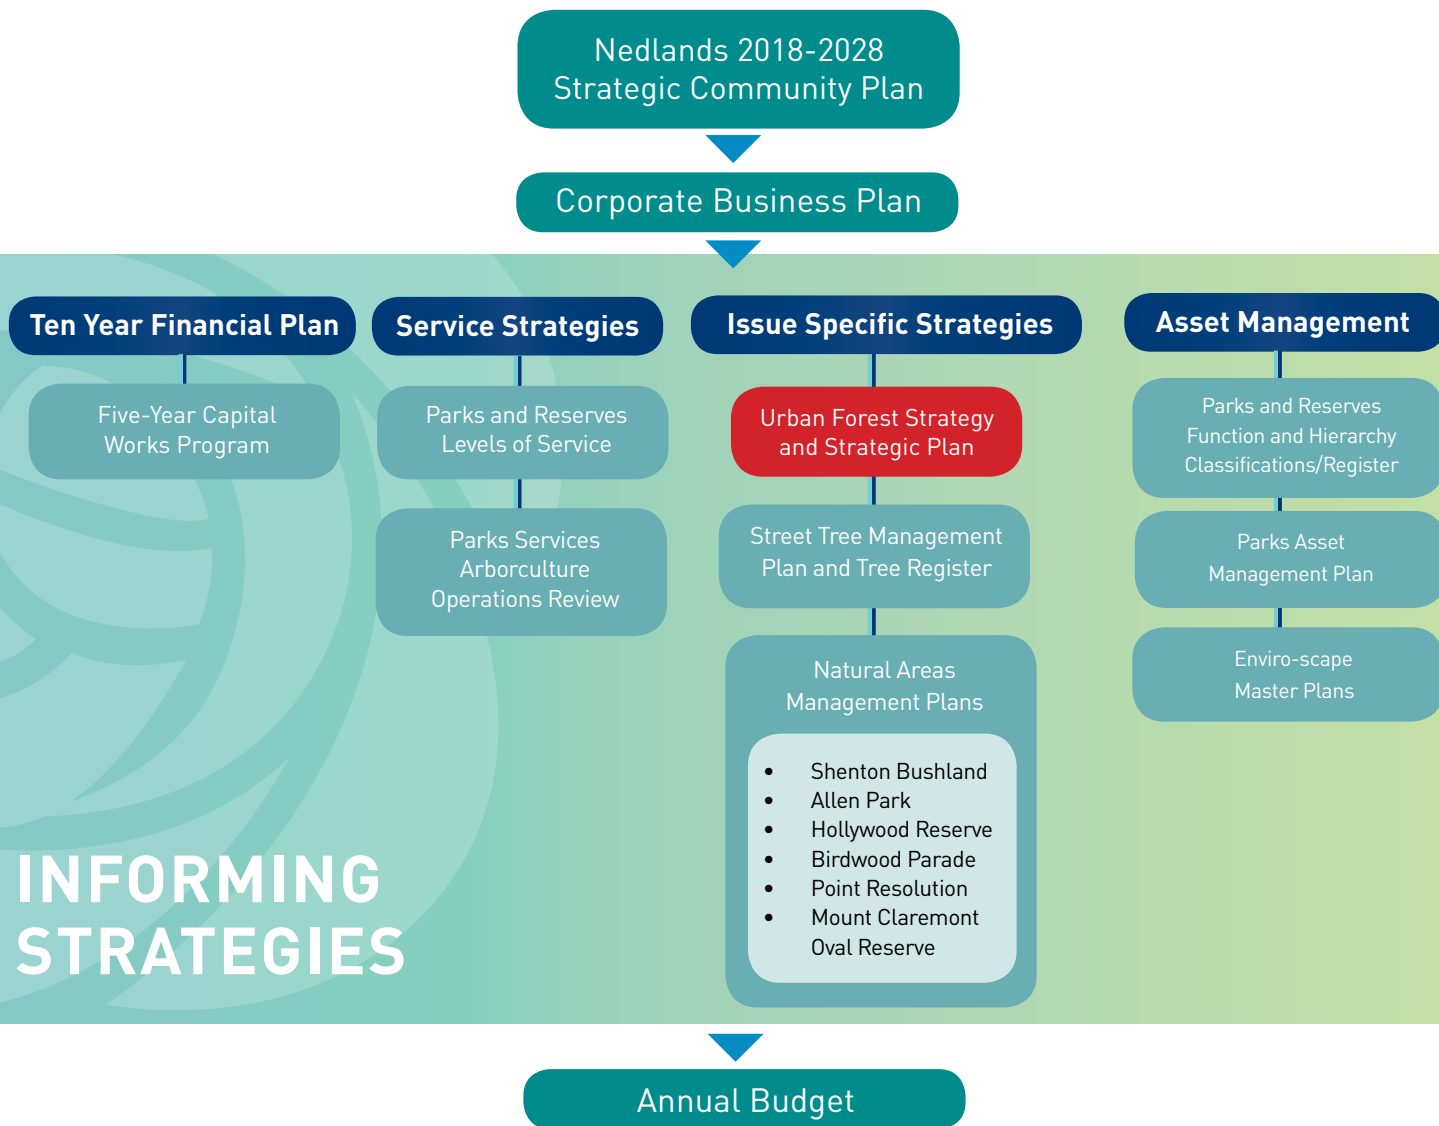 Nedlands 2018-2028
Strategic Community Plan
Corporate Business Plan
Ten Year Financial Plan
Five-Year Capital
Works Program
Service Strategies
Parks and Reserves
Levels of Service
Parks Services
Arborculture
Operations Review
Issue Specific Strategies
Urban Forest Strategy
and Strategic Plan
Street Tree Management
Plan and Tree Register
Natural Areas
Management Plans
• Shenton Bushland
• Allen Park
• Hollywood Reserve
• Birdwood Parade
• Point Resolution
• Mount Claremont
Oval Reserve
Asset Management
Parks and Reserves
Function and Hierarchy
Classifications/Register
Parks Asset
Management Plan
Enviro-scape
Master Plans
INFORMING
STRATEGIES
Annual Budget